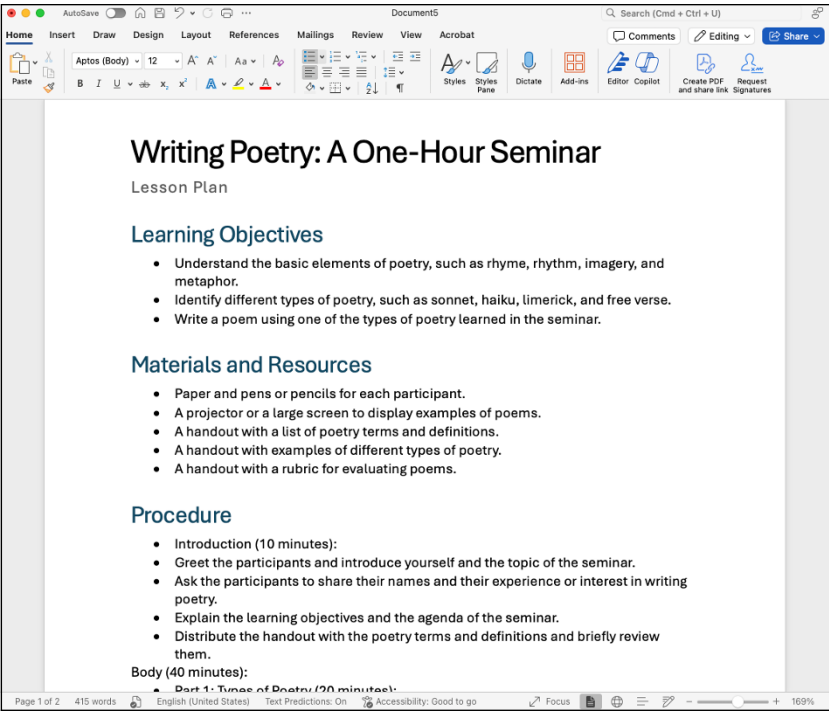 AutoSave
Document5
Search (Cmd + Ctrl + U)
Home Insert Draw Design Layout References Mailings Review View Acrobat
Comments Editing Share
Paste
Aptos (Body) 12
Styles
Styles Pane
Dictate
Add-ins
Editor
Copilot
Create PDF and share link
Request Signatures
Writing Poetry: A One-Hour Seminar
Lesson Plan
Learning Objectives
• Understand the basic elements of poetry, such as rhyme, rhythm, imagery, and
metaphor.
• Identify different types of poetry, such as sonnet, haiku, limerick, and free verse.
• Write a poem using one of the types of poetry learned in the seminar.
Materials and Resources
• Paper and pens or pencils for each participant.
• A projector or a large screen to display examples of poems.
• A handout with a list of poetry terms and definitions.
• A handout with examples of different types of poetry.
• A handout with a rubric for evaluating poems.
Procedure
• Introduction (10 minutes):
• Greet the participants and introduce yourself and the topic of the seminar.
• Ask the participants to share their names and their experience or interest in writing
poetry.
• Explain the learning objectives and the agenda of the seminar.
• Distribute the handout with the poetry terms and definitions and briefly review
them.
Body (40 minutes):
• Part 1: Types of Poetry (20 minutes):
Page 1 of 2 415 words English (United States) Text Predictions: On Accessibility: Good to go Focus 169%